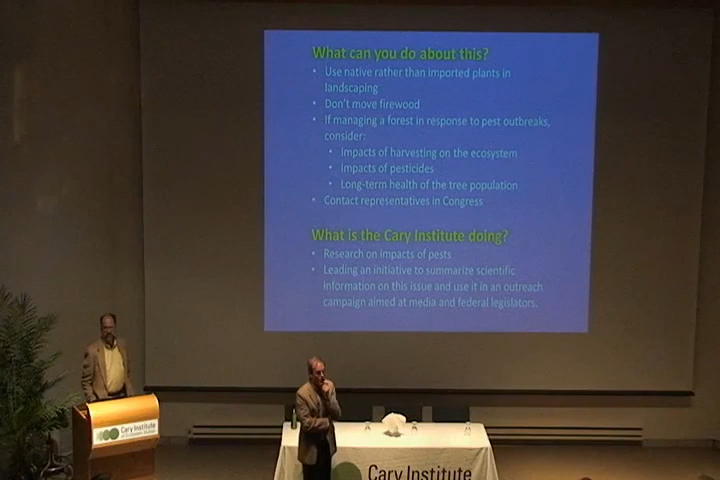 What can you do about this?
• Use native rather than imported plants in
landscaping
• Don't move firewood
• If managing a forest in response to pest outbreaks,
consider:
• Impacts of harvesting on the ecosystem
• Impacts of pesticides
• Long-term health of the tree population
• Contact representatives in Congress
What is the Cary Institute doing?
• Research on impacts of pests
• Leading an initiative to summarize scientific
information on this issue and use it in an outreach
campaign aimed at media and federal legislators.
Cary Institute
of Ecosystem Studies
Cary Institute